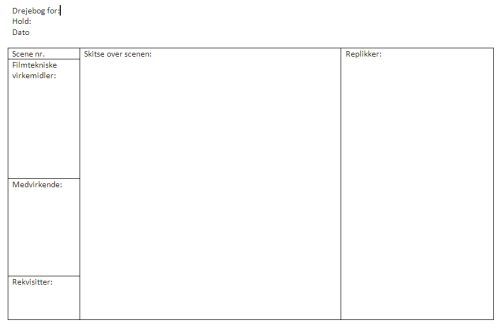 Drejebog for:
Hold:
Dato
Scene nr.
Skitse over scenen:
Replikker:
Filmtekniske
virkemidler:
Medvirkende:
Rekvisitter: